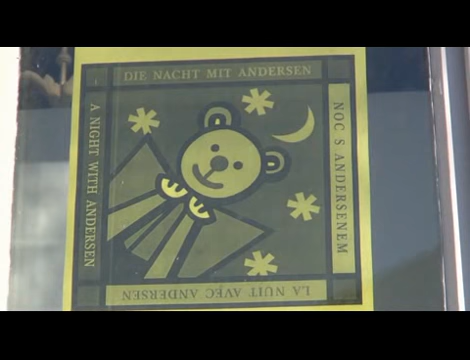 DIE NACHT MIT ANDERSEN
NOC S ANDERSENEM
LA NUIT AVEC ANDERSEN
A NIGHT WITH ANDERSEN